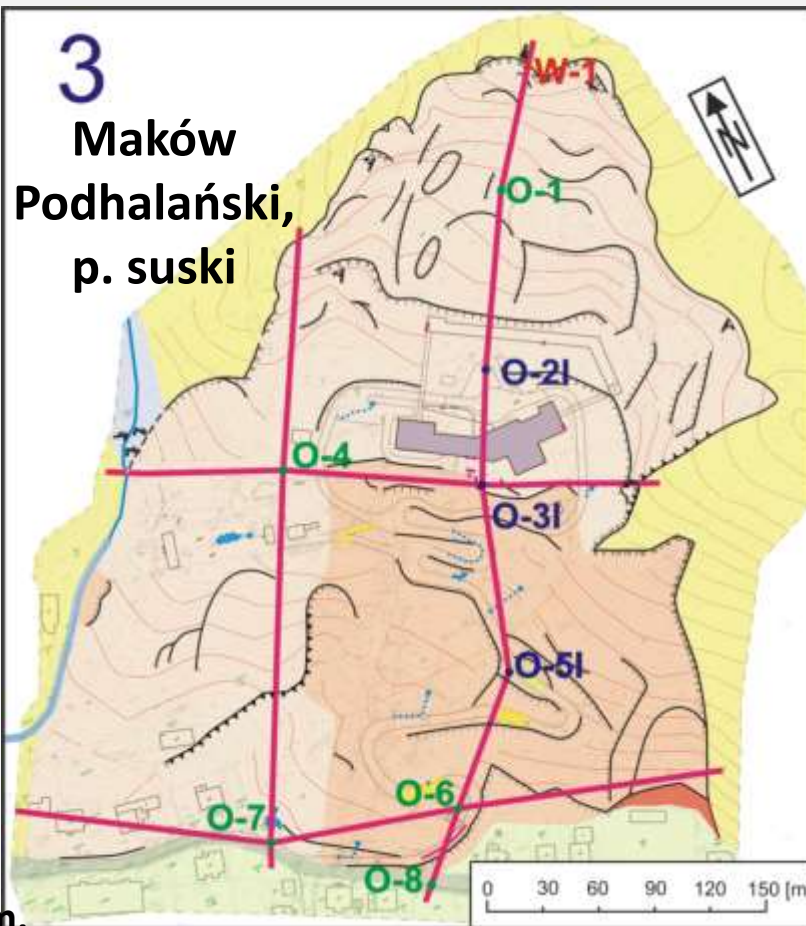 3
Maków
Podhalański,
p. suski
W-1
N
O-1
O-2I
O-4
O-3I
O-5I
O-6
O-7
O-8
0 30 60 90 120 150 [m